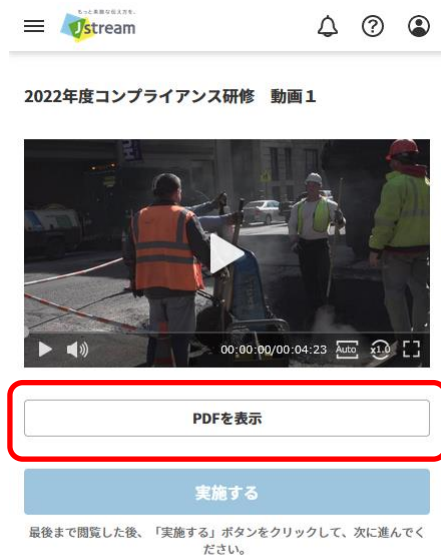 もっと素敵な伝え方を。
Jstream
2022年度コンプライアンス研修　動画１
00:00:00/00:04:23 Auto x1.0
PDFを表示
実施する
最後まで閲覧した後、「実施する」ボタンをクリックして、次に進んでく
ださい。